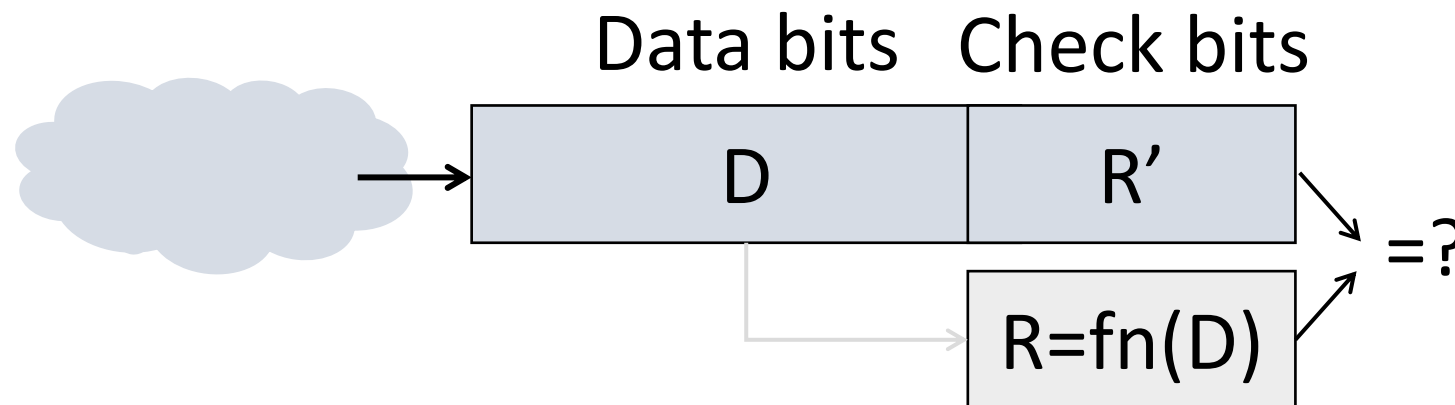 Data bits Check bits
D R’
=?
R=fn(D)